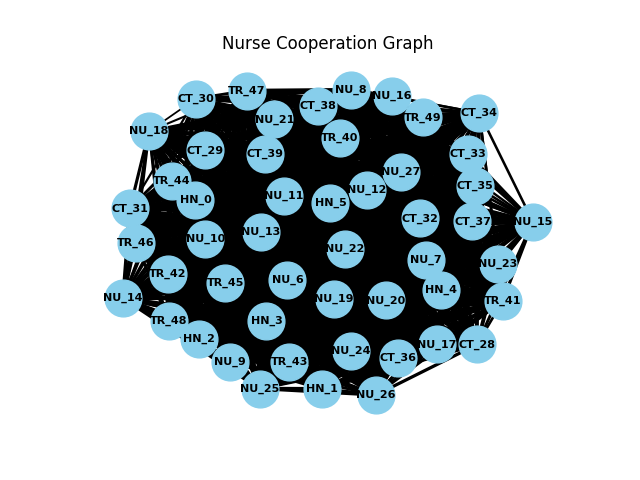 Nurse Cooperation Graph
TR_47
NU_8
CT_30
NU_16
CT_38
CT_34
NU_21
TR_49
NU_18
TR_40
CT_29
CT_39
CT_33
NU_27
TR_44
CT_35
NU_12
NU_11
HN_0
HN_5
CT_31
CT_32
CT_37
NU_15
NU_13
NU_10
TR_46
NU_22
NU_7
NU_23
TR_42
NU_6
TR_45
HN_4
NU_14
NU_19
NU_20
TR_41
TR_48
HN_3
HN_2
NU_17
CT_28
NU_24
CT_36
NU_9
TR_43
NU_25
HN_1
NU_26